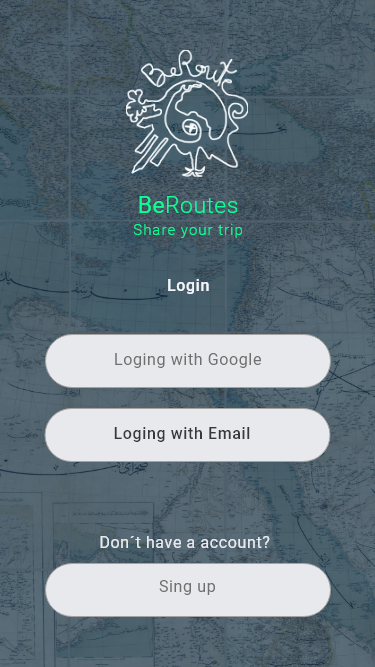 BeRout
BeRoutes
Share your trip
Login
Loging with Google
Loging with Email
Don´t have a account?
Sing up